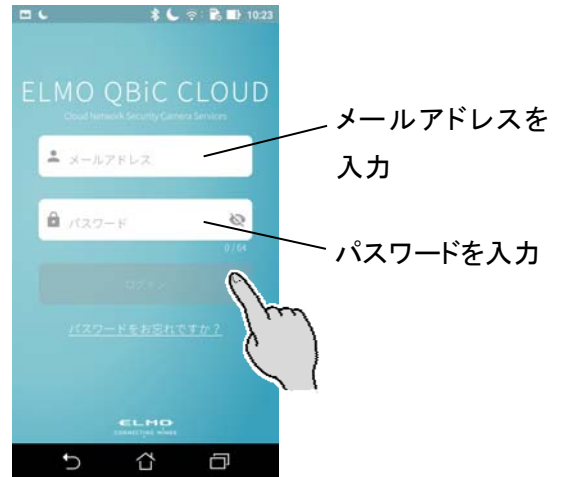 10:23
ELMO QBiC CLOUD
Cloud Network Security Camera Services
メールアドレス
メールアドレスを
入力
パスワード
0 / 64
パスワードを入力
ログイン
パスワードをお忘れですか？
ELMO
CONNECTING MINDS